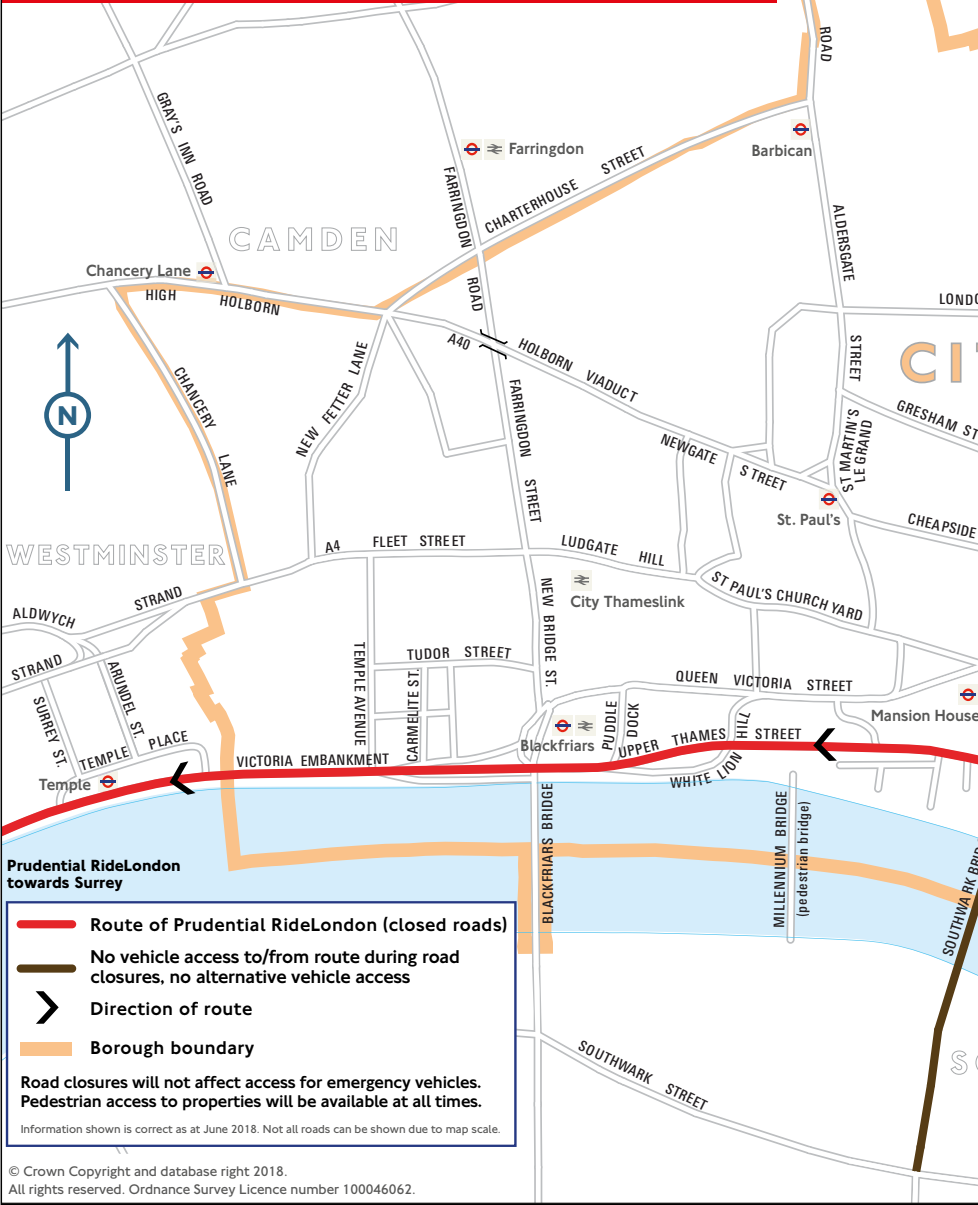 ROAD
GRAY'S INN ROAD
Farringdon
Barbican
CHARTERHOUSE STREET
FARRINGDON
ROAD
CAMDEN
ALDERSGATE
STREET
Chancery Lane
HIGH HOLBORN
LONDO
A40
HOLBORN VIADUCT
CIT
N
CHANCERY LANE
NEW FETTER LANE
FARRINGDON STREET
GRESHAM ST
ST MARTIN'S
LE GRAND
NEWGATE STREET
St. Paul's
CHEAPSIDE
WESTMINSTER
A4 FLEET STREET
LUDGATE HILL
City Thameslink
ST PAUL'S CHURCH YARD
STRAND
ALDWYCH
STRAND
NEW BRIDGE ST.
TEMPLE AVENUE
TUDOR STREET
CARMELITE ST.
SURREY ST.
ARUNDEL ST.
TEMPLE PLACE
Temple
QUEEN VICTORIA STREET
Mansion House
PUDDLE DOCK
Blackfriars
UPPER THAMES STREET
WHITE LION HILL
VICTORIA EMBANKMENT
BLACKFRIARS BRIDGE
MILLENNIUM BRIDGE
(pedestrian bridge)
SOUTHWARK BRID
Prudential RideLondon
towards Surrey
Route of Prudential RideLondon (closed roads)
No vehicle access to/from route during road
closures, no alternative vehicle access
Direction of route
Borough boundary
Road closures will not affect access for emergency vehicles.
Pedestrian access to properties will be available at all times.
Information shown is correct as at June 2018. Not all roads can be shown due to map scale.
SOUTHWARK STREET
SO
© Crown Copyright and database right 2018.
All rights reserved. Ordnance Survey Licence number 100046062.